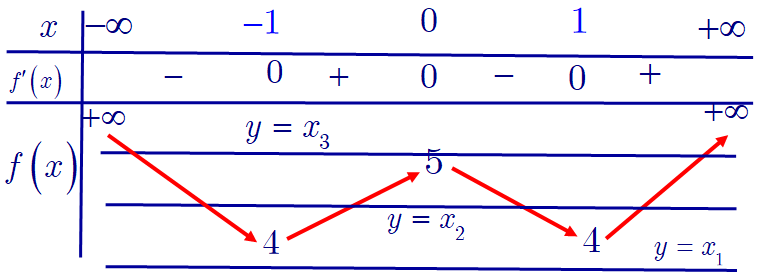 x −∞ −1 0 1 +∞
f′(x) − 0 + 0 − 0 +
+∞ +∞
y = x₃
f(x) 5
y = x₂
4 4
y = x₁